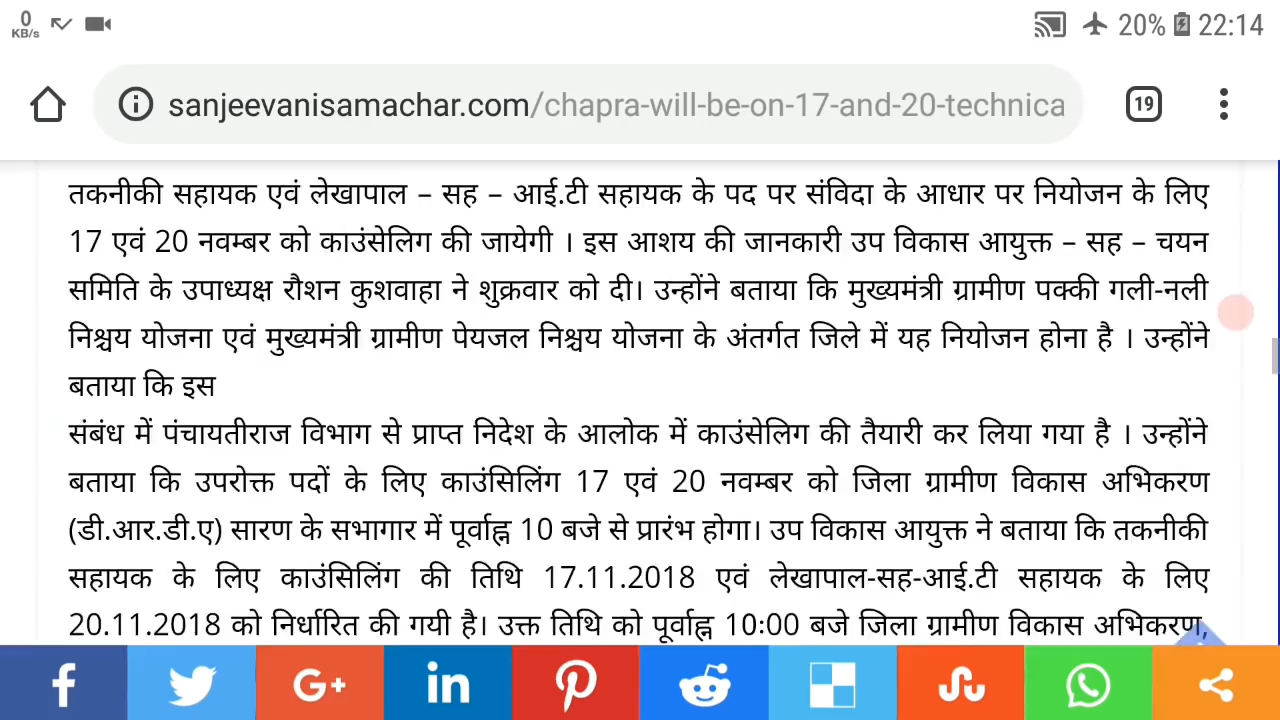 0
KB/s
20%
22:14
sanjeevanisamachar.com/chapra-will-be-on-17-and-20-technica
19
तकनीकी सहायक एवं लेखापाल – सह – आई.टी सहायक के पद पर संविदा के आधार पर नियोजन के लिए
17 एवं 20 नवम्बर को काउंसेलिग की जायेगी । इस आशय की जानकारी उप विकास आयुक्त – सह – चयन
समिति के उपाध्यक्ष रौशन कुशवाहा ने शुक्रवार को दी। उन्होंने बताया कि मुख्यमंत्री ग्रामीण पक्की गली-नली
निश्चय योजना एवं मुख्यमंत्री ग्रामीण पेयजल निश्चय योजना के अंतर्गत जिले में यह नियोजन होना है । उन्होंने
बताया कि इस
संबंध में पंचायतीराज विभाग से प्राप्त निदेश के आलोक में काउंसेलिग की तैयारी कर लिया गया है । उन्होंने
बताया कि उपरोक्त पदों के लिए काउंसिलिंग 17 एवं 20 नवम्बर को जिला ग्रामीण विकास अभिकरण
(डी.आर.डी.ए) सारण के सभागार में पूर्वाह्न 10 बजे से प्रारंभ होगा। उप विकास आयुक्त ने बताया कि तकनीकी
सहायक के लिए काउंसिलिंग की तिथि 17.11.2018 एवं लेखापाल-सह-आई.टी सहायक के लिए
20.11.2018 को निर्धारित की गयी है। उक्त तिथि को पूर्वाह्न 10:00 बजे जिला ग्रामीण विकास अभिकरण,
f
G+
in